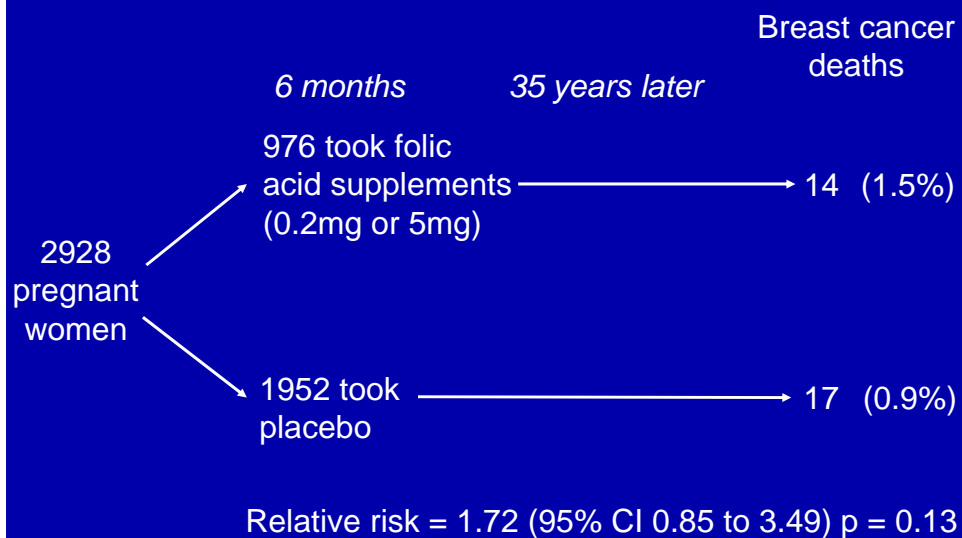 Breast cancer
deaths
6 months
35 years later
976 took folic
acid supplements
(0.2mg or 5mg)
14 (1.5%)
2928
pregnant
women
1952 took
placebo
17 (0.9%)
Relative risk = 1.72 (95% CI 0.85 to 3.49) p = 0.13